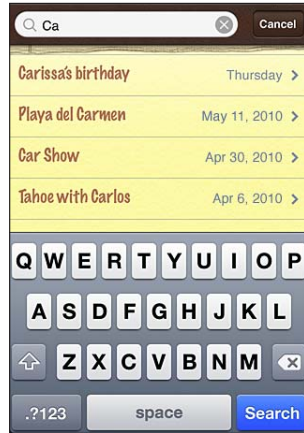 Ca
Cancel
Carissa's birthday Thursday
Playa del Carmen May 11, 2010
Car Show Apr 30, 2010
Tahoe with Carlos Apr 6, 2010
Q W E R T Y U I O P
A S D F G H J K L
Z X C V B N M
.?123 space Search